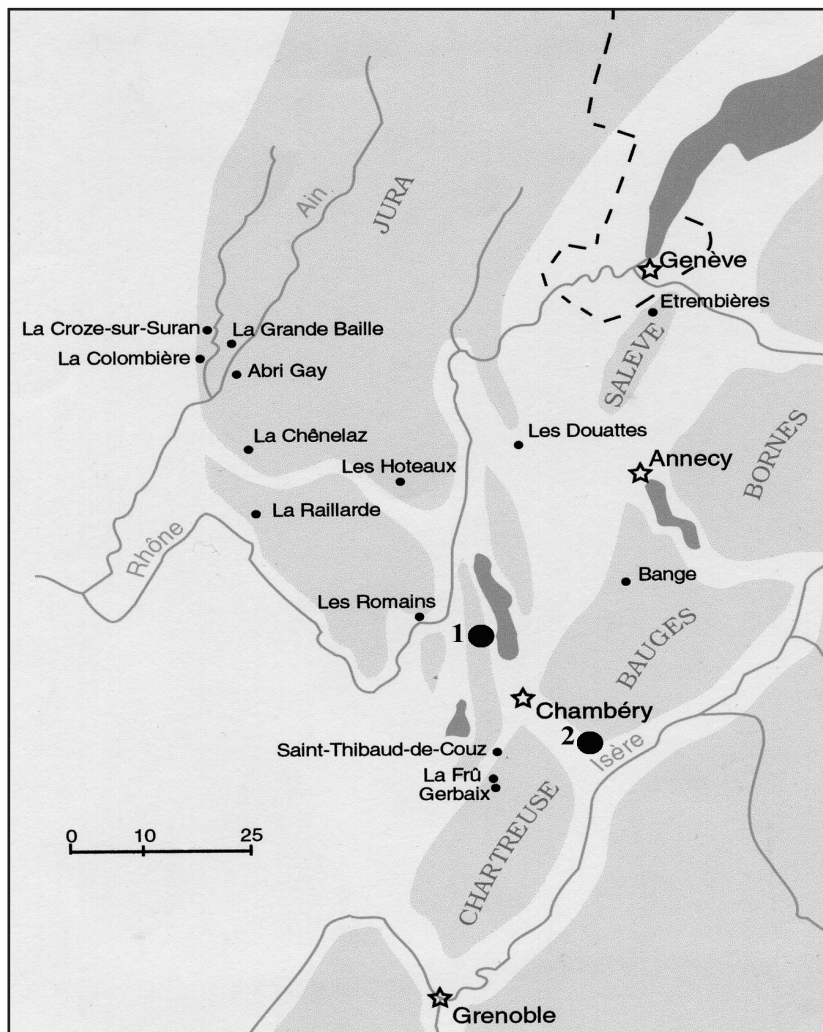 Ain
JURA
Genève
Etrembières
La Croze-sur-Suran
La Grande Baille
La Colombière
Abri Gay
SALEVE
La Chênelaz
Les Douattes
Les Hoteaux
Annecy
BORNES
La Raillarde
Rhône
Bange
Les Romains
1
BAUGES
Chambéry
2
Isère
Saint-Thibaud-de-Couz
La Frû
Gerbaix
0 10 25
CHARTREUSE
Grenoble